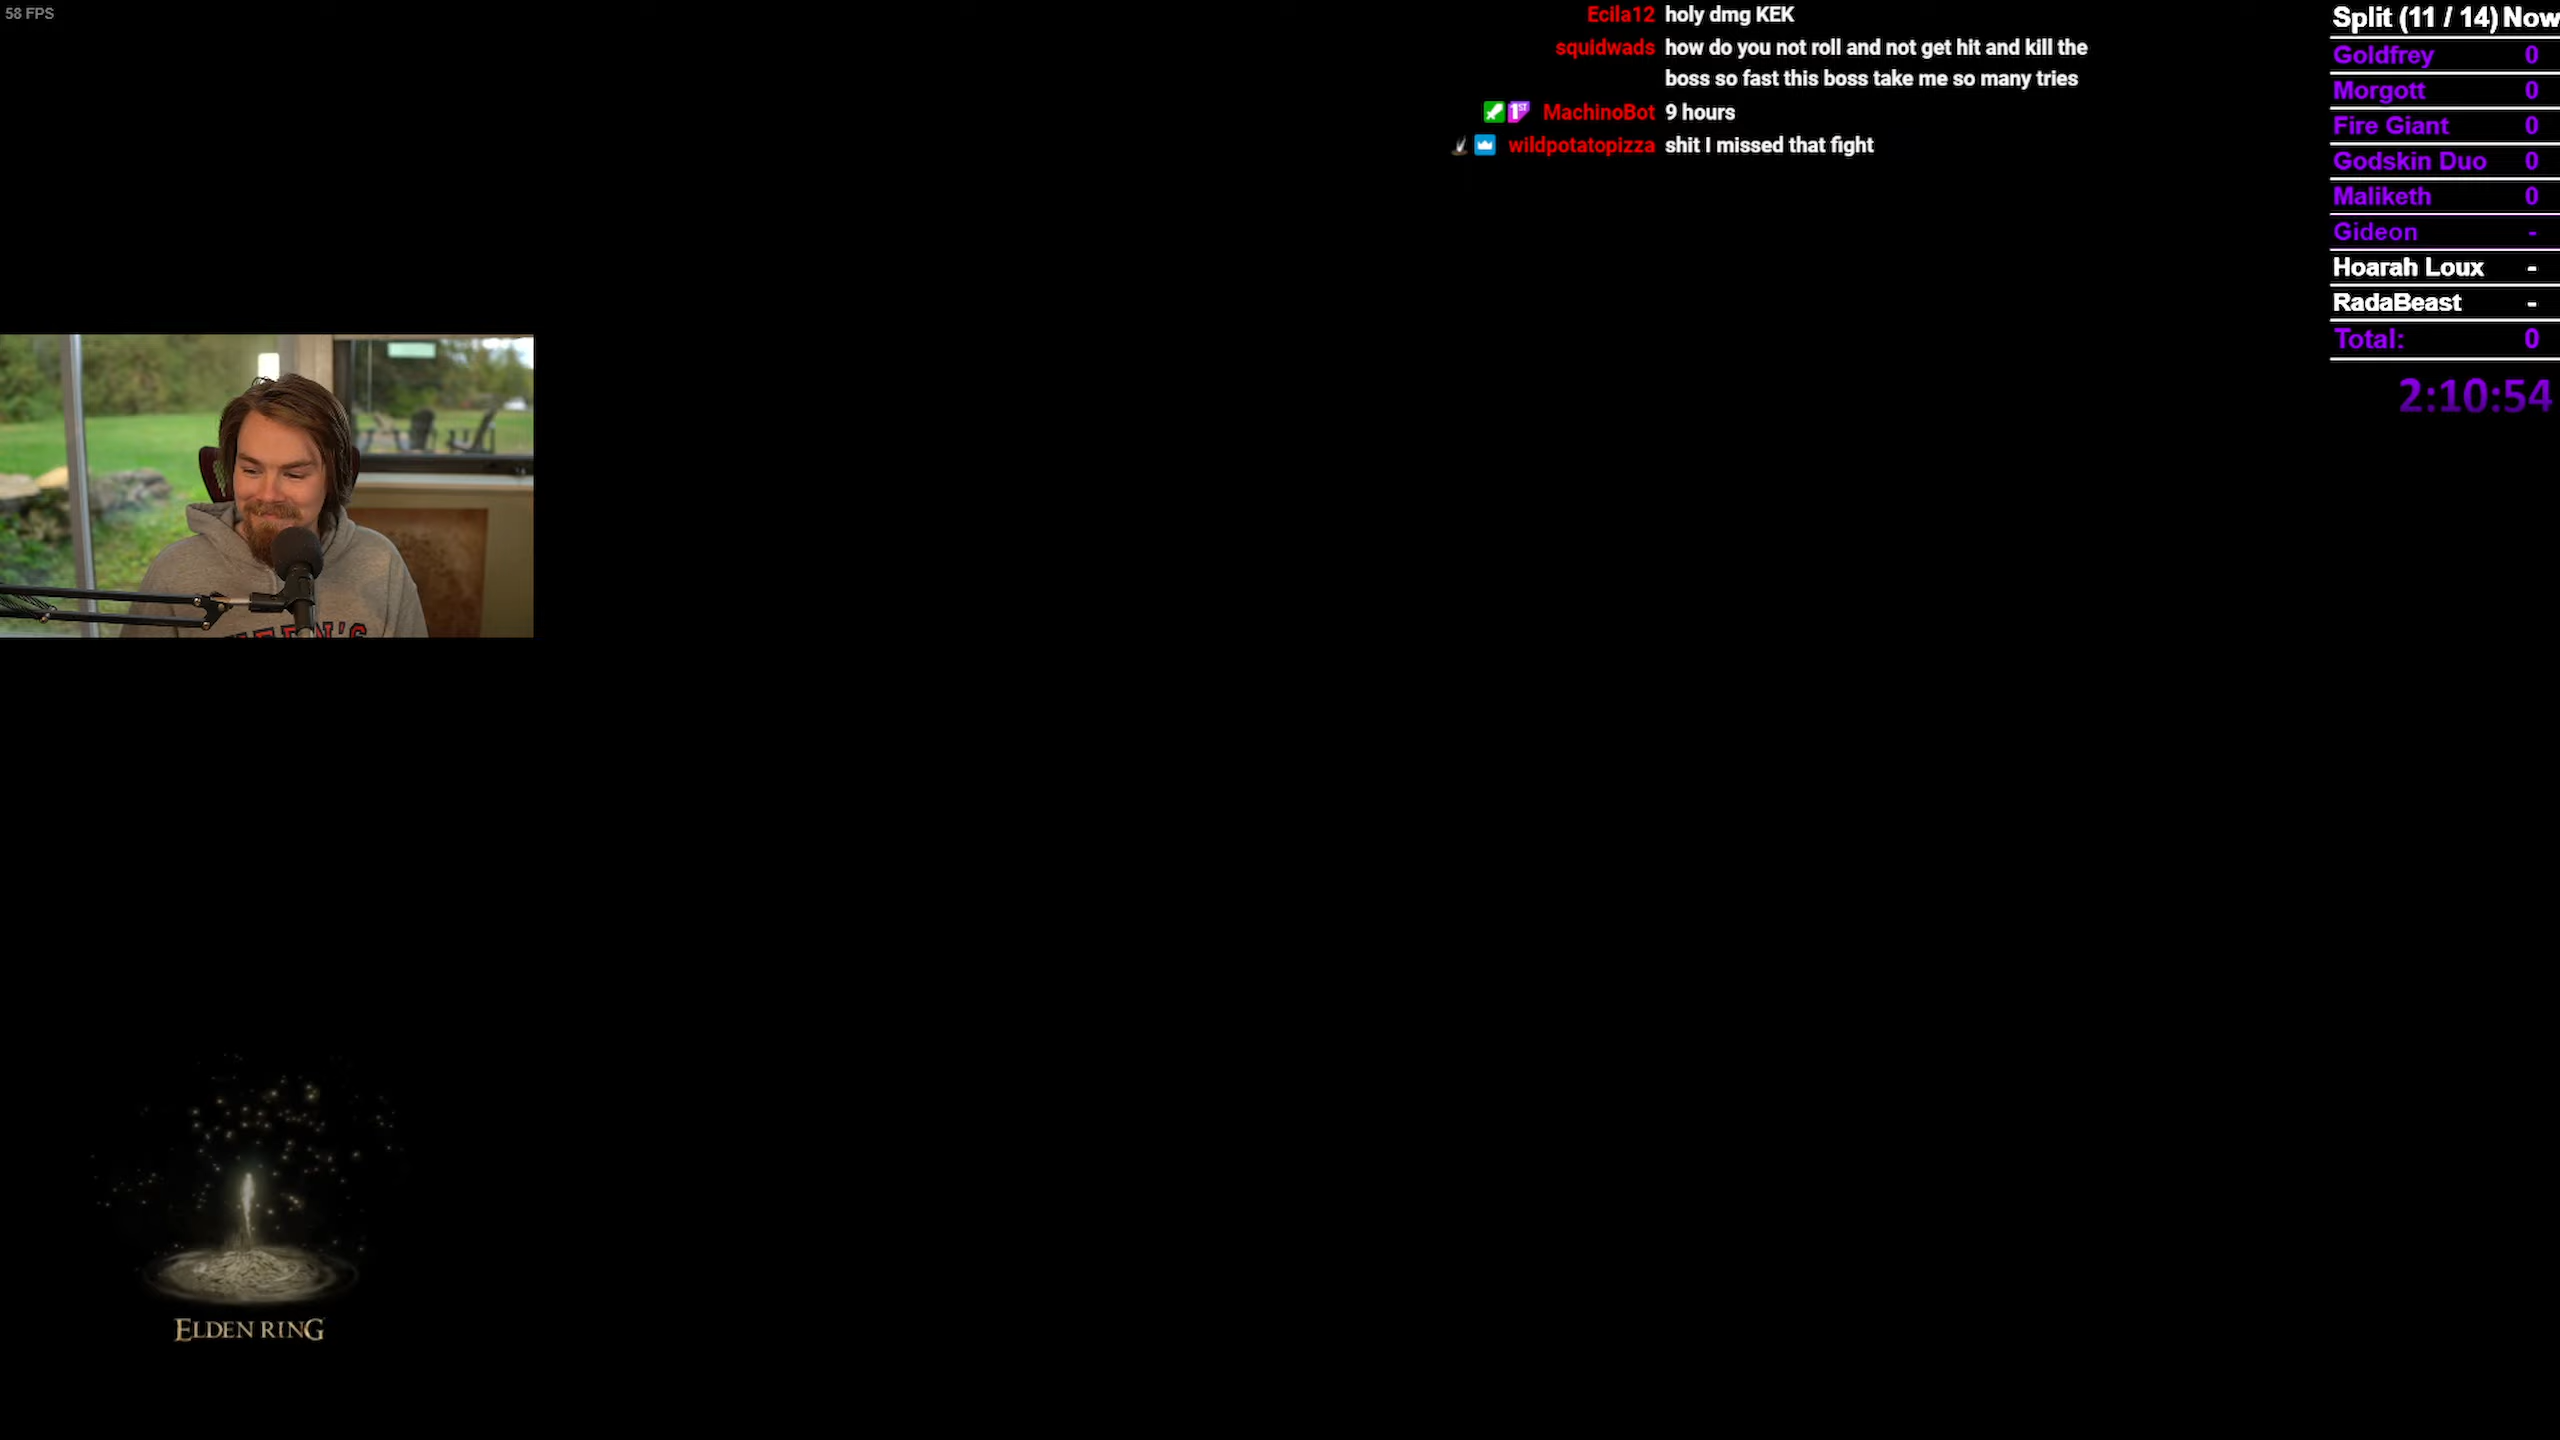 58 FPS
Ecila12 holy dmg KEK
squidwads how do you not roll and not get hit and kill the
boss so fast this boss take me so many tries
1ST MachinoBot 9 hours
wildpotatopizza shit I missed that fight
Split (11 / 14) Now
Goldfrey 0
Morgott 0
Fire Giant 0
Godskin Duo 0
Maliketh 0
Gideon -
Hoarah Loux -
RadaBeast -
Total: 0
2:10:54
ELDEN RING